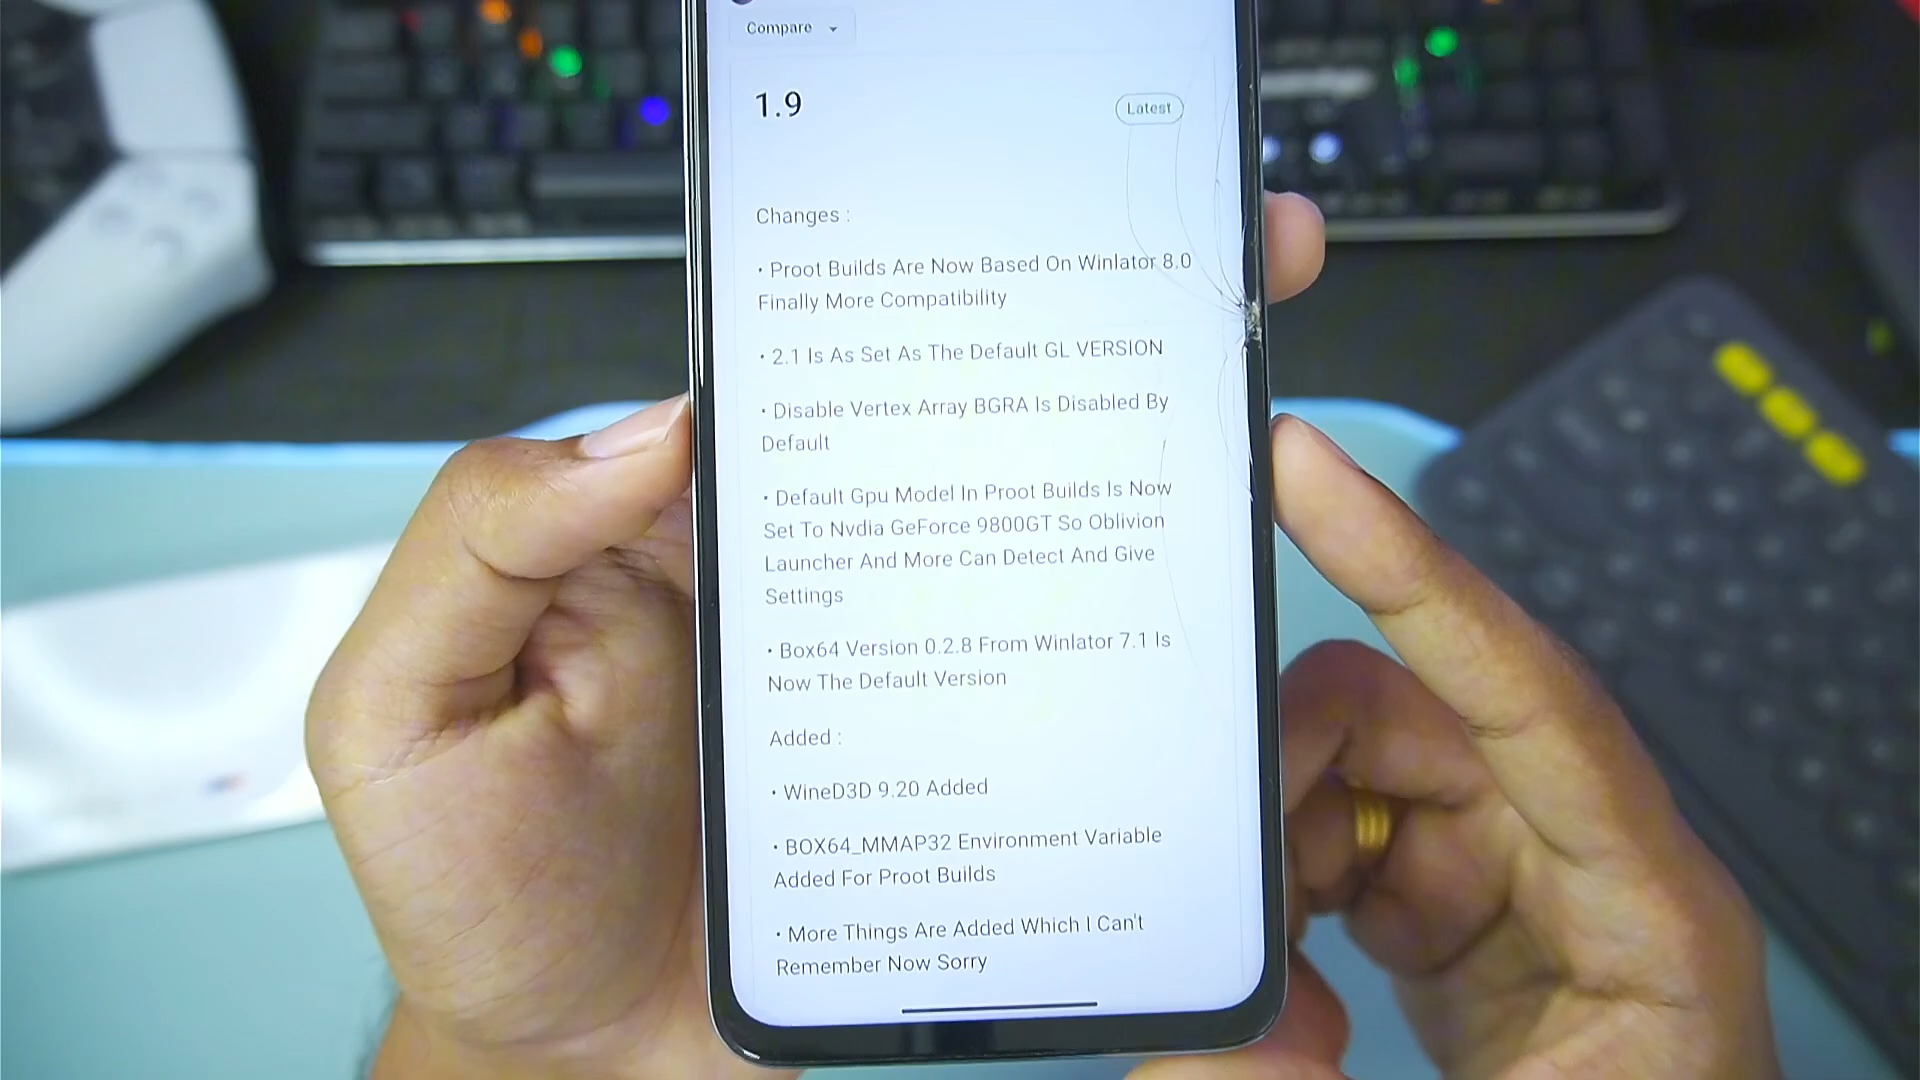 Compare
1.9
Latest
Changes :
• Proot Builds Are Now Based On Winlator 8.0
Finally More Compatibility
• 2.1 Is As Set As The Default GL VERSION
• Disable Vertex Array BGRA Is Disabled By
Default
• Default Gpu Model In Proot Builds Is Now
Set To Nvdia GeForce 9800GT So Oblivion
Launcher And More Can Detect And Give
Settings
• Box64 Version 0.2.8 From Winlator 7.1 Is
Now The Default Version
Added :
• WineD3D 9.20 Added
• BOX64_MMAP32 Environment Variable
Added For Proot Builds
• More Things Are Added Which I Can't
Remember Now Sorry